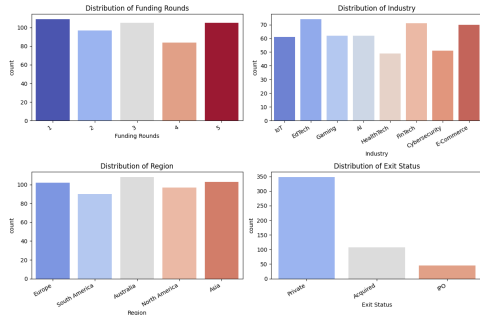 Distribution of Funding Rounds
count
100
80
60
40
20
0
1
2
3
4
5
Funding Rounds
Distribution of Industry
count
70
60
50
40
30
20
10
0
IoT
EdTech
Gaming
AI
HealthTech
FinTech
Cybersecurity
E-Commerce
Industry
Distribution of Region
count
100
80
60
40
20
0
Europe
South America
Australia
North America
Asia
Region
Distribution of Exit Status
count
350
300
250
200
150
100
50
0
Private
Acquired
IPO
Exit Status